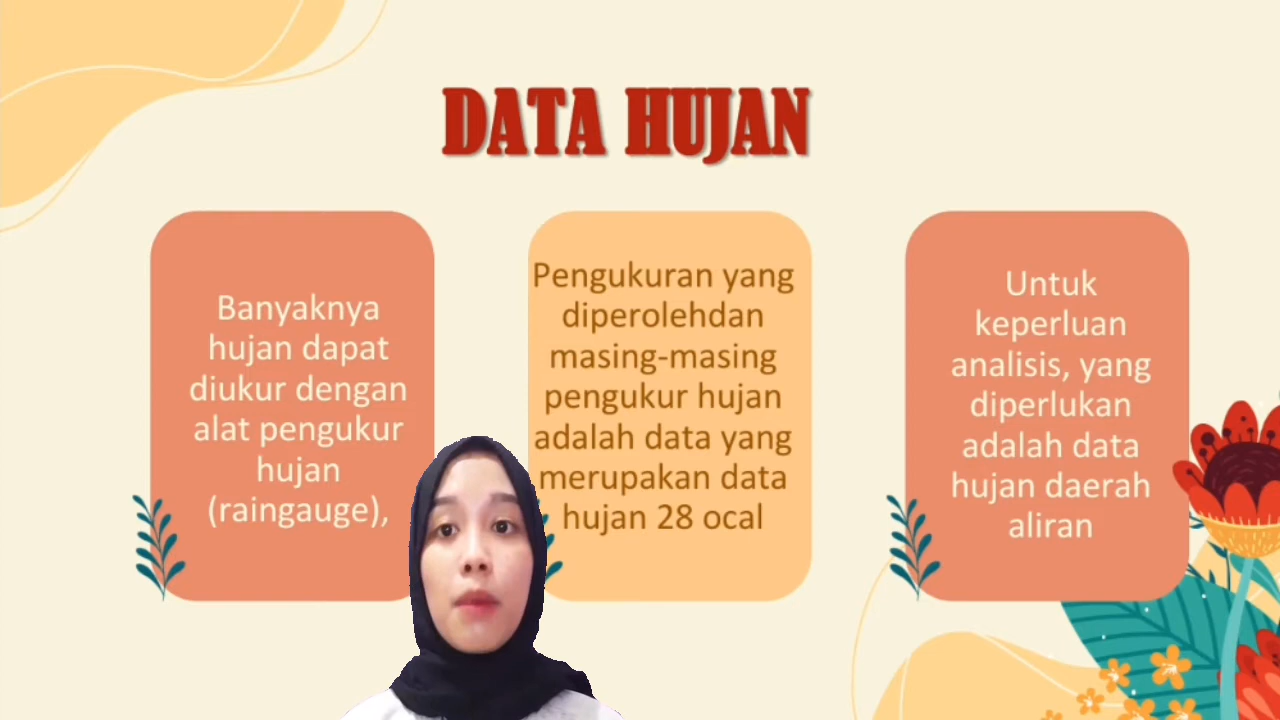 DATA HUJAN
Banyaknya
hujan dapat
diukur dengan
alat pengukur
hujan
(raingauge),
Pengukuran yang
diperolehdan
masing-masing
pengukur hujan
adalah data yang
merupakan data
hujan 28 ocal
Untuk
keperluan
analisis, yang
diperlukan
adalah data
hujan daerah
aliran